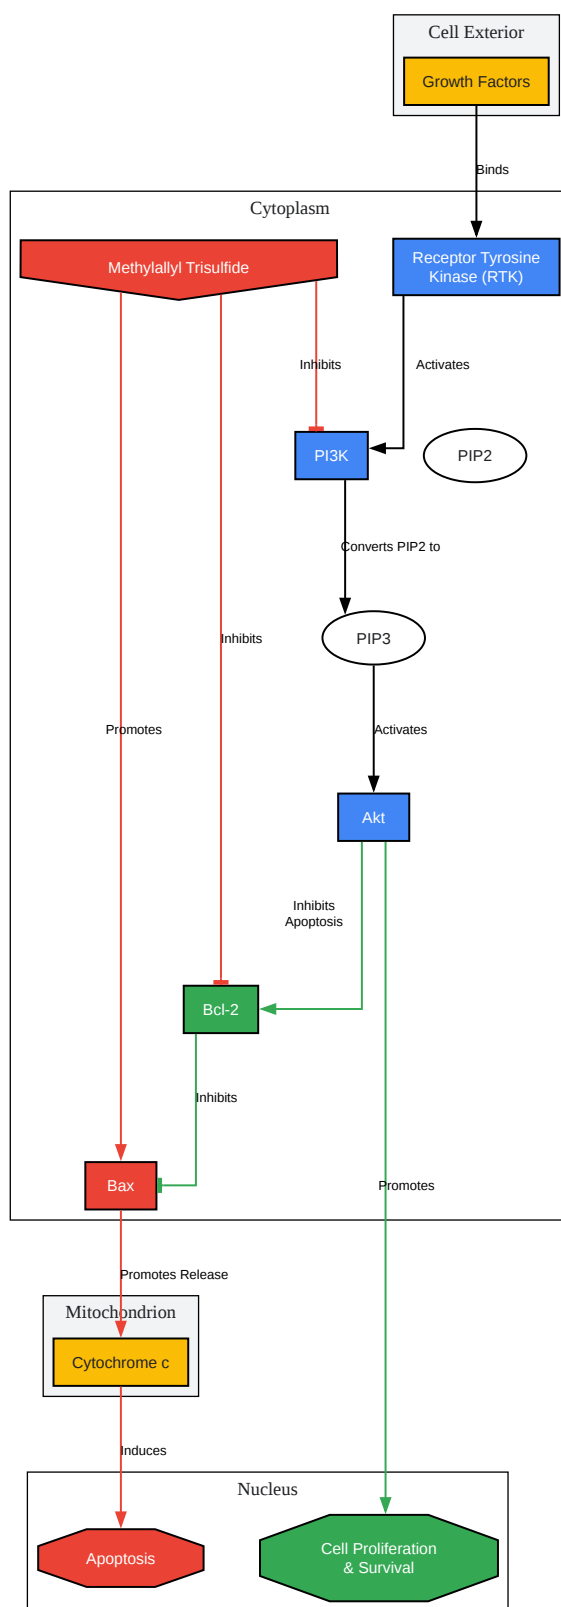 Cell Exterior
Growth Factors
Binds
Cytoplasm
Methylallyl Trisulfide
Receptor Tyrosine
Kinase (RTK)
Inhibits
Activates
PI3K
PIP2
Converts PIP2 to
PIP3
Inhibits
Promotes
Activates
Akt
Inhibits
Apoptosis
Bcl-2
Inhibits
Bax
Promotes
Promotes Release
Mitochondrion
Cytochrome c
Induces
Nucleus
Apoptosis
Cell Proliferation
& Survival